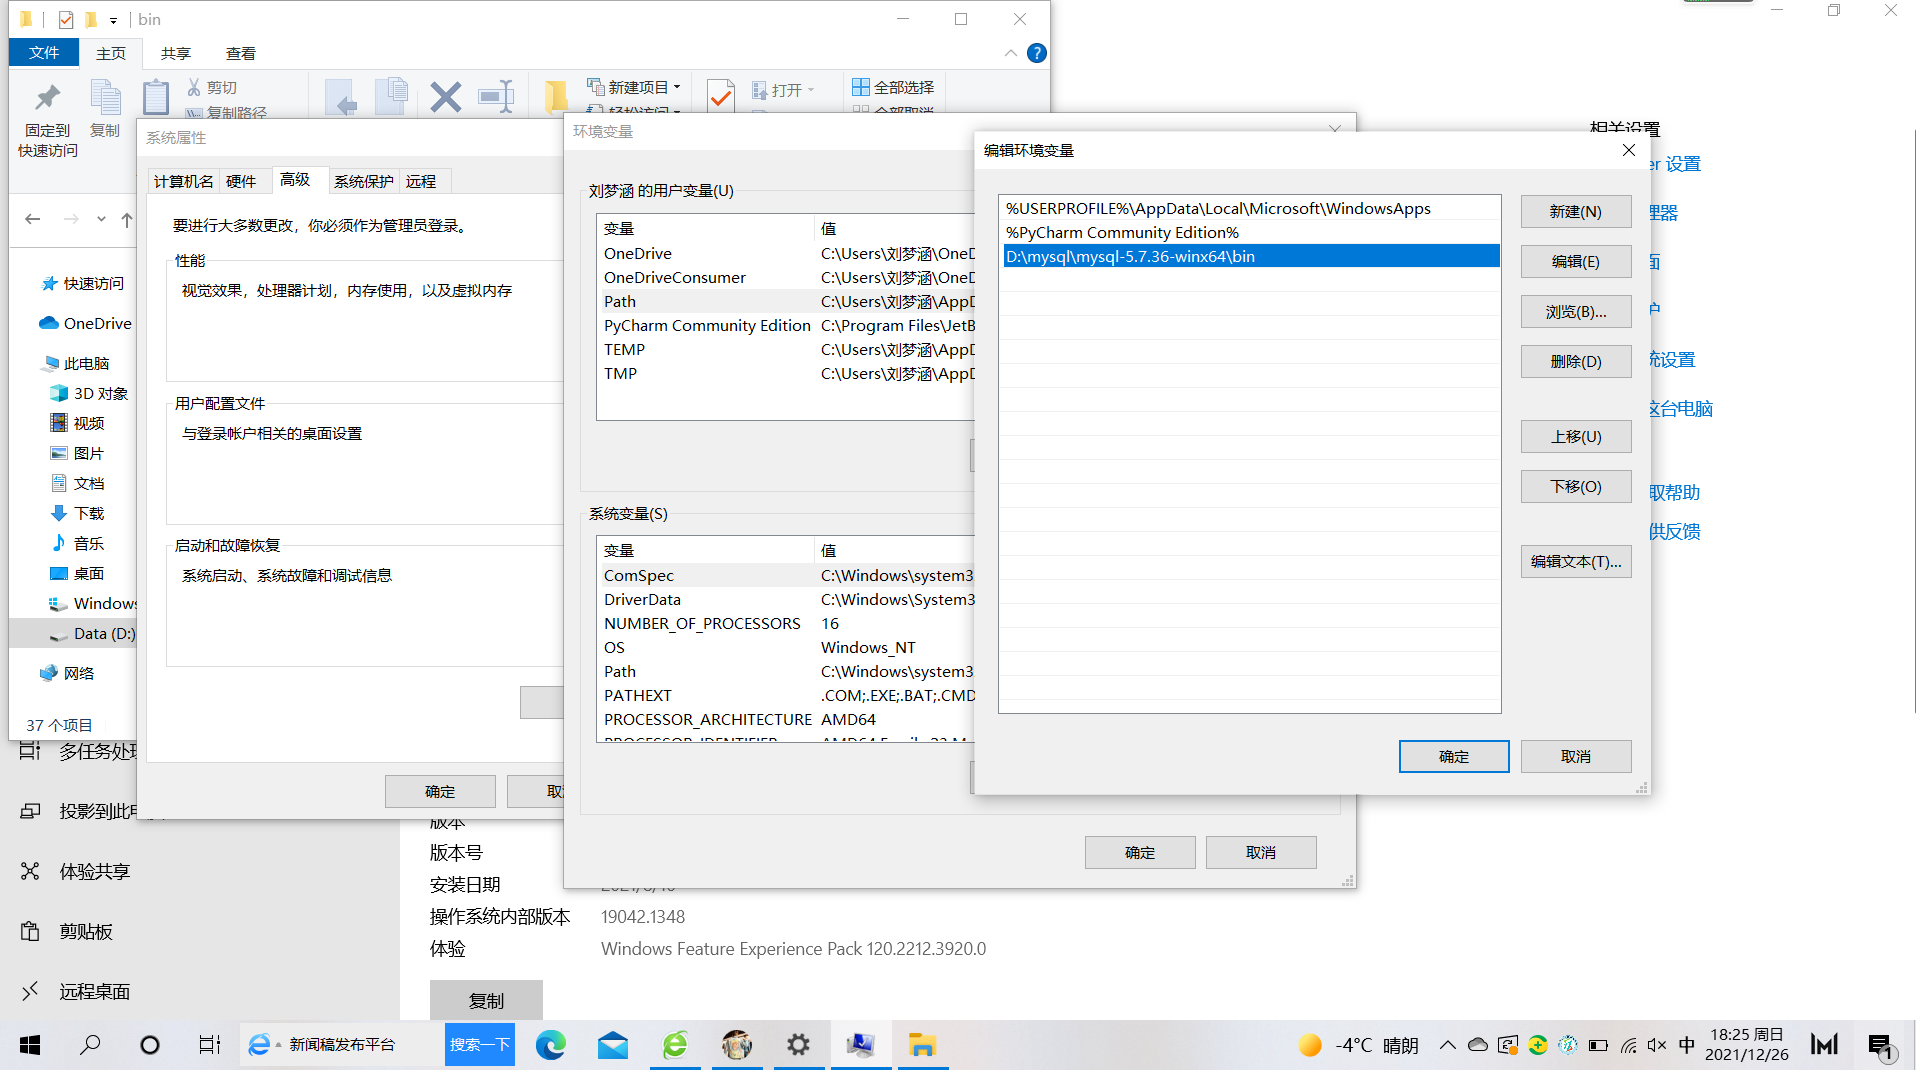 bin
文件
主页
共享
查看
固定到
快速访问
复制
剪切
复制路径
新建项目
轻松访问
打开
全部选择
全部取消
快速访问
OneDrive
此电脑
3D 对象
视频
图片
文档
下载
音乐
桌面
Windows
Data (D:)
网络
37 个项目
系统属性
计算机名
硬件
高级
系统保护
远程
要进行大多数更改，你必须作为管理员登录。
性能
视觉效果，处理器计划，内存使用，以及虚拟内存
用户配置文件
与登录帐户相关的桌面设置
启动和故障恢复
系统启动、系统故障和调试信息
确定
取
环境变量
刘梦涵 的用户变量(U)
变量 值
OneDrive C:\Users\刘梦涵\OneD
OneDriveConsumer C:\Users\刘梦涵\OneD
Path C:\Users\刘梦涵\AppD
PyCharm Community Edition C:\Program Files\JetB
TEMP C:\Users\刘梦涵\AppD
TMP C:\Users\刘梦涵\AppD
系统变量(S)
变量 值
ComSpec C:\Windows\system3
DriverData C:\Windows\System3
NUMBER_OF_PROCESSORS 16
OS Windows_NT
Path C:\Windows\system3
PATHEXT .COM;.EXE;.BAT;.CMD
PROCESSOR_ARCHITECTURE AMD64
确定
取消
编辑环境变量
%USERPROFILE%\AppData\Local\Microsoft\WindowsApps
%PyCharm Community Edition%
D:\mysql\mysql-5.7.36-winx64\bin
新建(N)
编辑(E)
浏览(B)...
删除(D)
上移(U)
下移(O)
编辑文本(T)...
确定
取消
相关设置
er 设置
理器
面
护
统设置
这台电脑
取帮助
供反馈
多任务处理
投影到此电
体验共享
剪贴板
远程桌面
版本
版本号
安装日期
操作系统内部版本 19042.1348
体验 Windows Feature Experience Pack 120.2212.3920.0
复制
新闻稿发布平台
搜索一下
-4°C 晴朗
中
18:25 周日
2021/12/26
1